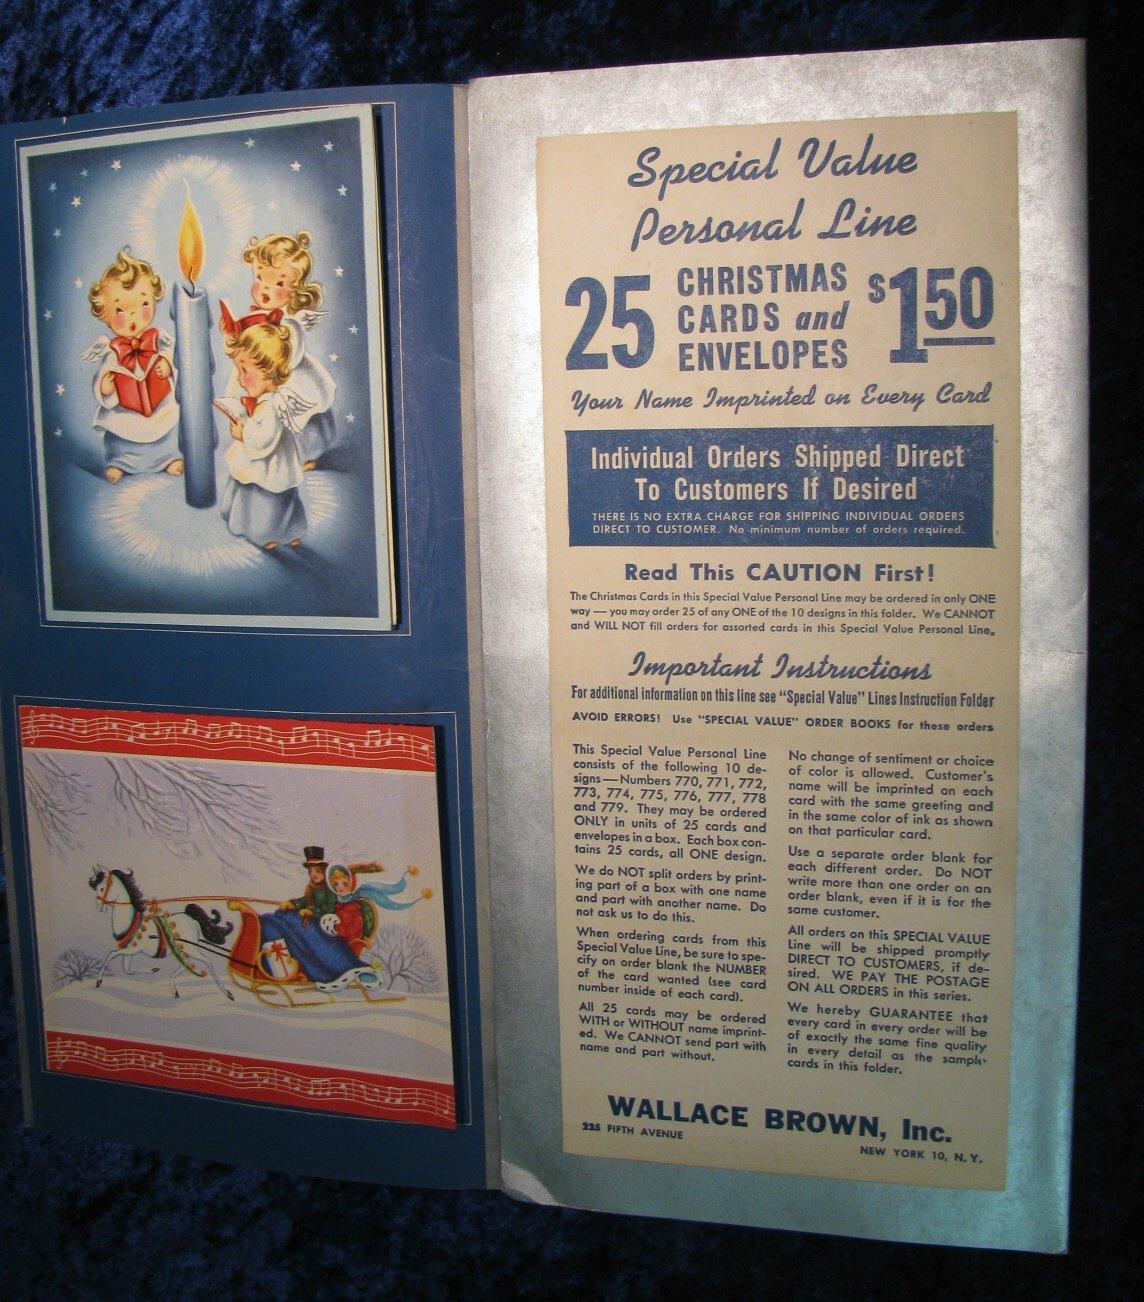 Special Value
Personal Line
25 CHRISTMAS CARDS and ENVELOPES $1.50
Your Name Imprinted on Every Card
Individual Orders Shipped Direct
To Customers If Desired
THERE IS NO EXTRA CHARGE FOR SHIPPING INDIVIDUAL ORDERS
DIRECT TO CUSTOMER. No minimum number of orders required.
Read This CAUTION First!
The Christmas Cards in this Special Value Personal Line may be ordered in only ONE
way — you may order 25 of any ONE of the 10 designs in this folder. We CANNOT
and WILL NOT fill orders for assorted cards in this Special Value Personal Line.
Important Instructions
For additional information on this line see "Special Value" Lines Instruction Folder
AVOID ERRORS! Use "SPECIAL VALUE" ORDER BOOKS for these orders
This Special Value Personal Line
consists of the following 10 de-
signs—Numbers 770, 771, 772,
773, 774, 775, 776, 777, 778
and 779. They may be ordered
ONLY in units of 25 cards and
envelopes in a box. Each box con-
tains 25 cards, all ONE design.
We do NOT split orders by print-
ing part of a box with one name
and part with another name. Do
not ask us to do this.
When ordering cards from this
Special Value Line, be sure to spe-
cify on order blank the NUMBER
of the card wanted (see card
number inside of each card).
All 25 cards may be ordered
WITH or WITHOUT name imprint-
ed. We CANNOT send part with
name and part without.
No change of sentiment or choice
of color is allowed. Customer's
name will be imprinted on each
card with the same greeting and
in the same color of ink as shown
on that particular card.
Use a separate order blank for
each different order. Do NOT
write more than one order on an
order blank, even if it is for the
same customer.
All orders on this SPECIAL VALUE
Line will be shipped promptly
DIRECT TO CUSTOMERS, if de-
sired. WE PAY THE POSTAGE
ON ALL ORDERS in this series.
We hereby GUARANTEE that
every card in every order will be
of exactly the same fine quality
in every detail as the sample
cards in this folder.
WALLACE BROWN, Inc.
225 FIFTH AVENUE
NEW YORK 10, N. Y.